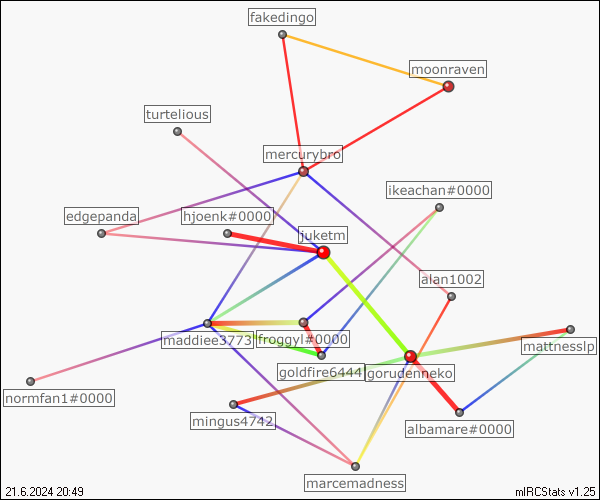 fakedingo
moonraven
turtelious
mercurybro
ikeachan#0000
edgepanda
hjoenk#0000
juketm
alan1002
maddiee3773
froggyl#0000
mattnesslp
goldfire6444
gorudenneko
normfan1#0000
mingus4742
albamare#0000
marcemadness
21.6.2024 20:49
mIRCStats v1.25